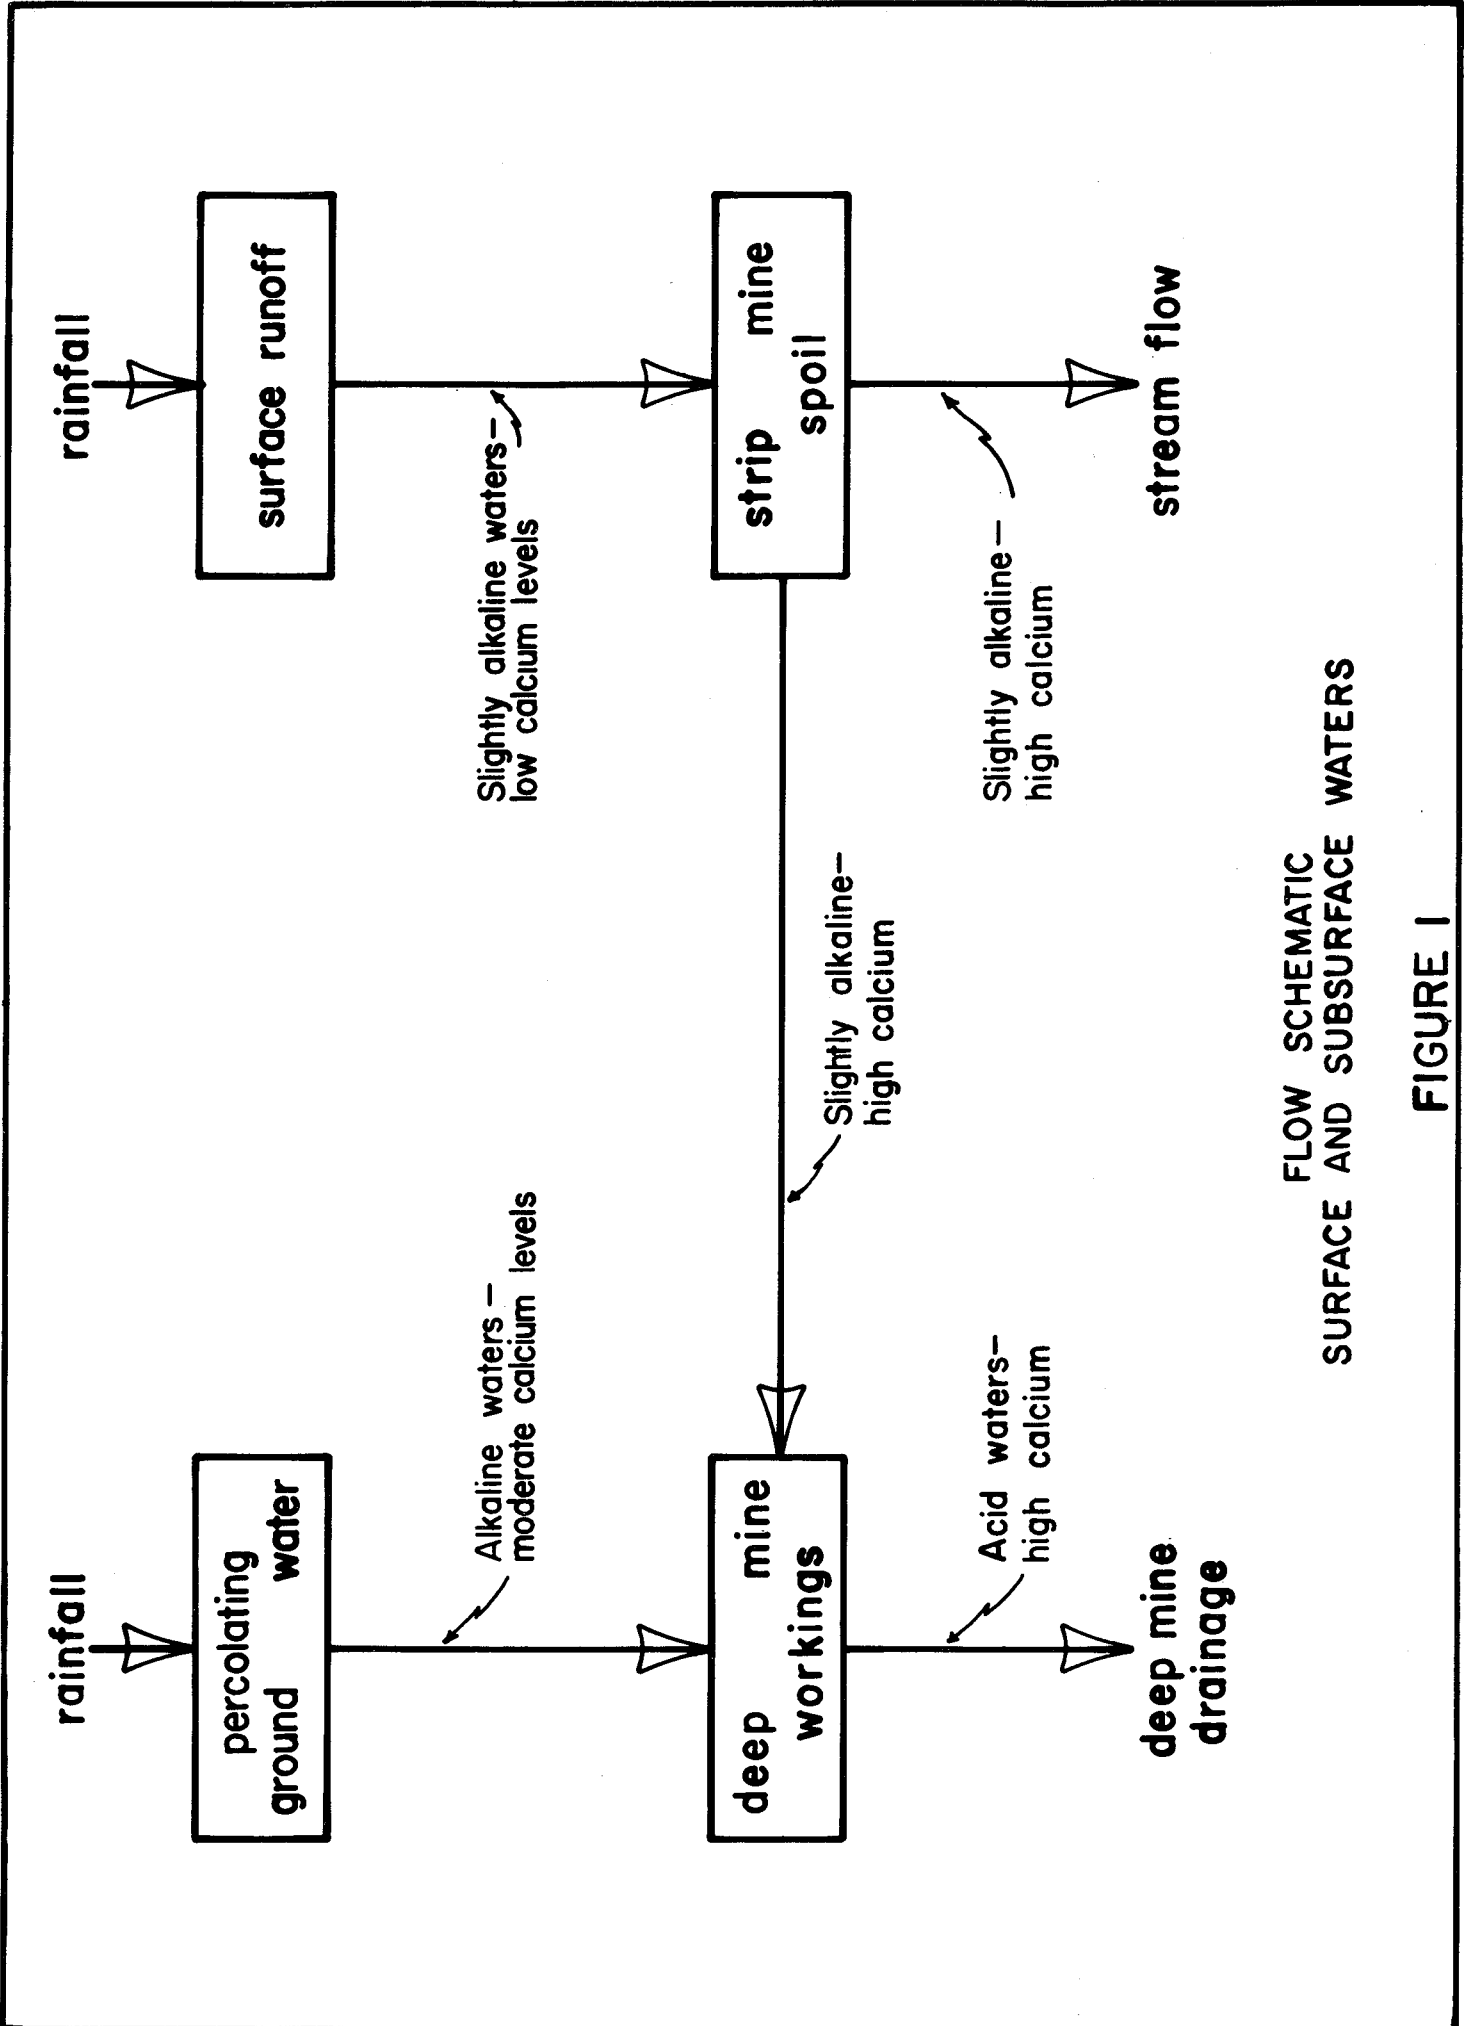 rainfall
rainfall
percolating
ground water
surface runoff
Alkaline waters—
moderate calcium levels
Slightly alkaline waters—
low calcium levels
deep mine
workings
strip mine
spoil
Slightly alkaline—
high calcium
Acid waters—
high calcium
Slightly alkaline—
high calcium
deep mine
drainage
stream flow
FLOW SCHEMATIC
SURFACE AND SUBSURFACE WATERS
FIGURE 1